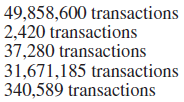 49,858,600 transactions
2,420 transactions
37,280 transactions
31,671,185 transactions
340,589 transactions